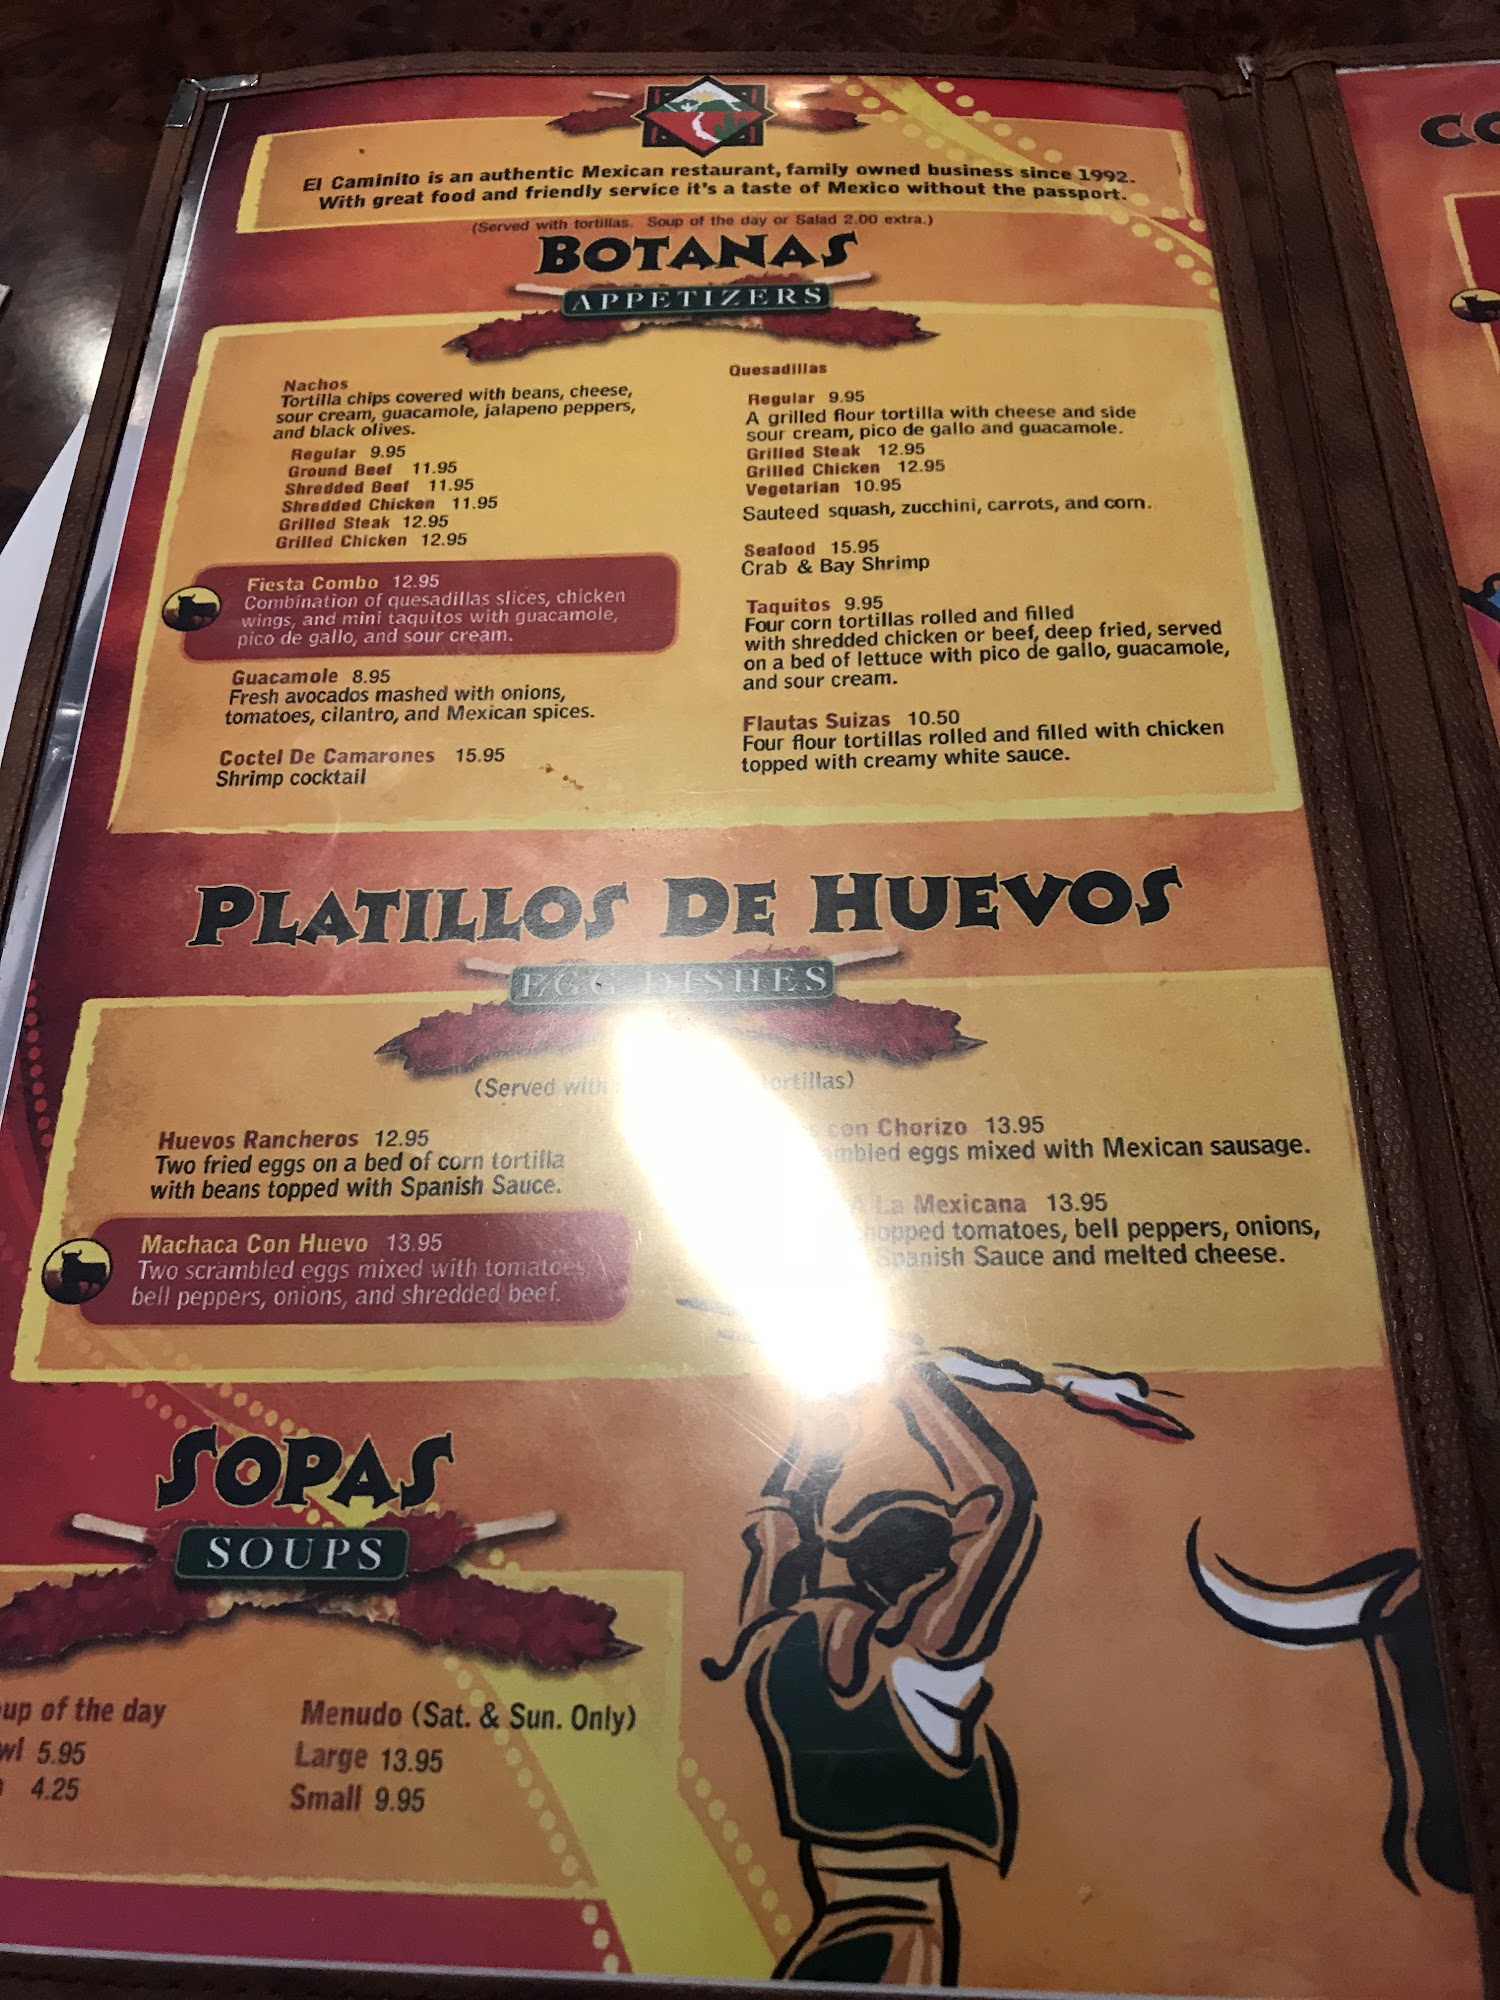 El Caminito is an authentic Mexican restaurant, family owned business since 1992.
With great food and friendly service it's a taste of Mexico without the passport.
(Served with tortillas. Soup of the day or Salad 2.00 extra.)
BOTANAS
APPETIZERS
Nachos
Tortilla chips covered with beans, cheese,
sour cream, guacamole, jalapeno peppers,
and black olives.
Regular 9.95
Ground Beef 11.95
Shredded Beef 11.95
Shredded Chicken 11.95
Grilled Steak 12.95
Grilled Chicken 12.95
Fiesta Combo 12.95
Combination of quesadillas slices, chicken
wings, and mini taquitos with guacamole,
pico de gallo, and sour cream.
Guacamole 8.95
Fresh avocados mashed with onions,
tomatoes, cilantro, and Mexican spices.
Coctel De Camarones 15.95
Shrimp cocktail
Quesadillas
Regular 9.95
A grilled flour tortilla with cheese and side
sour cream, pico de gallo and guacamole.
Grilled Steak 12.95
Grilled Chicken 12.95
Vegetarian 10.95
Sauteed squash, zucchini, carrots, and corn.
Seafood 15.95
Crab & Bay Shrimp
Taquitos 9.95
Four corn tortillas rolled and filled
with shredded chicken or beef, deep fried, served
on a bed of lettuce with pico de gallo, guacamole,
and sour cream.
Flautas Suizas 10.50
Four flour tortillas rolled and filled with chicken
topped with creamy white sauce.
PLATILLOS DE HUEVOS
EGG DISHES
(Served with tortillas)
Huevos Rancheros 12.95
Two fried eggs on a bed of corn tortilla
with beans topped with Spanish Sauce.
Machaca Con Huevo 13.95
Two scrambled eggs mixed with tomatoes,
bell peppers, onions, and shredded beef.
con Chorizo 13.95
eggs mixed with Mexican sausage.
A La Mexicana 13.95
tomatoes, bell peppers, onions,
Spanish Sauce and melted cheese.
SOPAS
SOUPS
of the day
5.95
4.25
Menudo (Sat. & Sun. Only)
Large 13.95
Small 9.95